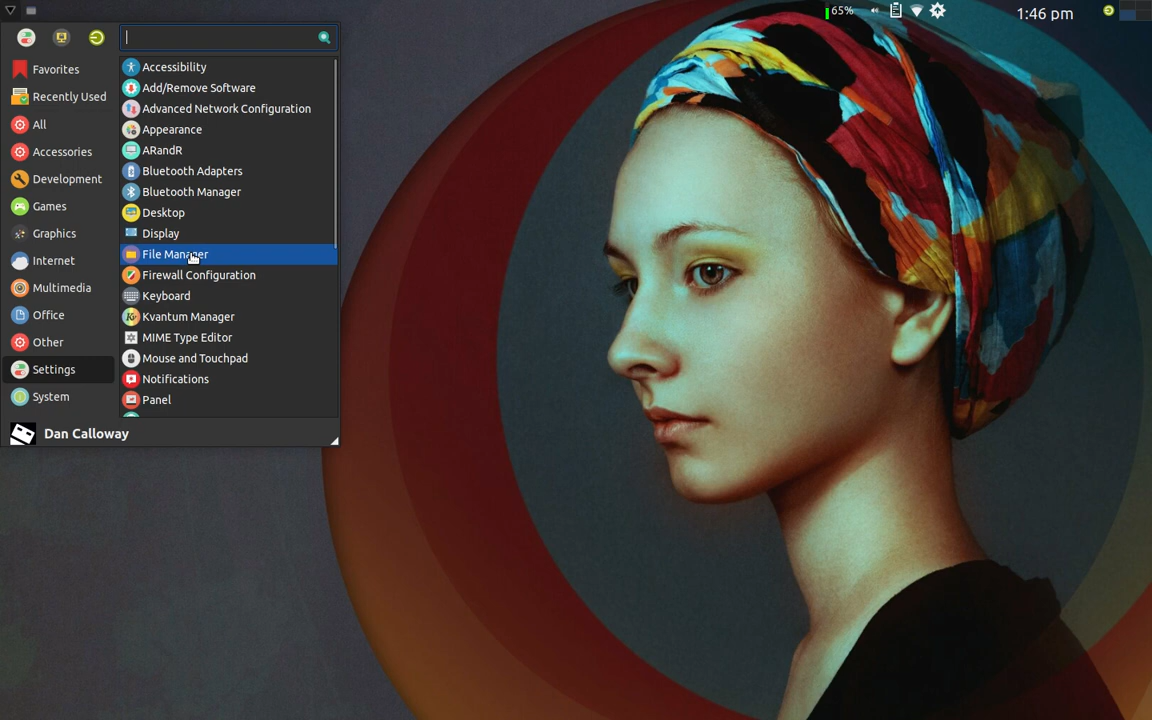 65%
1:46 pm
Favorites
Recently Used
All
Accessories
Development
Games
Graphics
Internet
Multimedia
Office
Other
Settings
System
Accessibility
Add/Remove Software
Advanced Network Configuration
Appearance
ARandR
Bluetooth Adapters
Bluetooth Manager
Desktop
Display
File Manager
Firewall Configuration
Keyboard
Kvantum Manager
MIME Type Editor
Mouse and Touchpad
Notifications
Panel
Dan Calloway